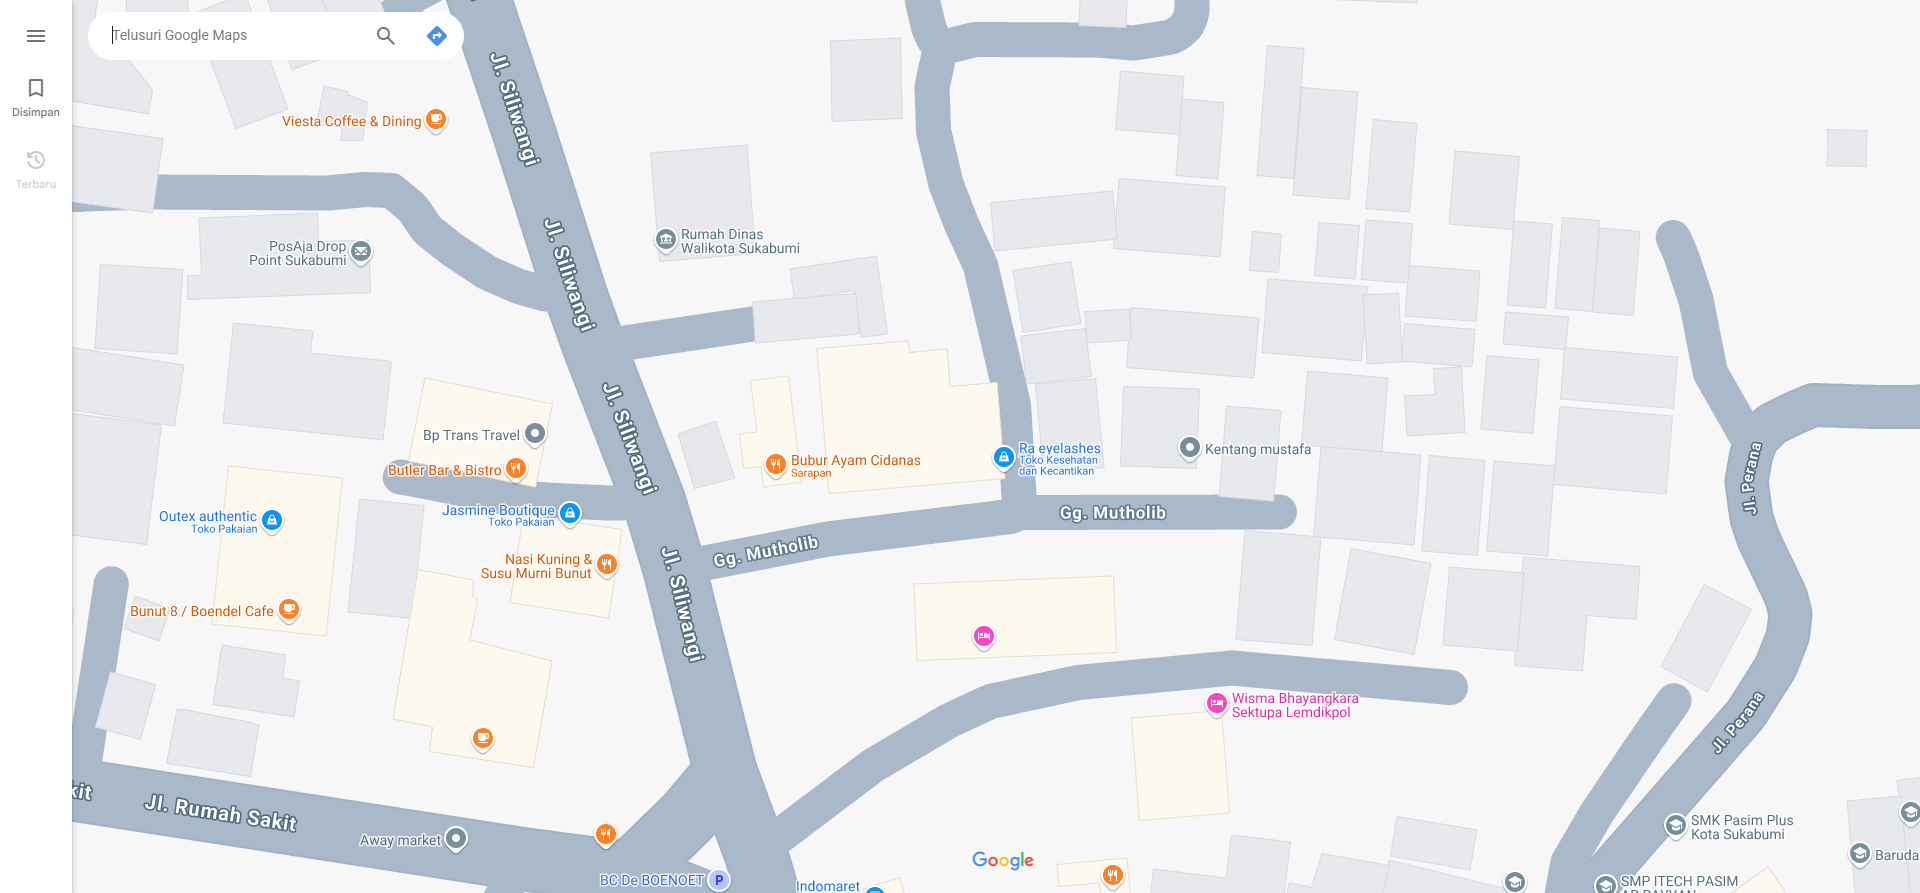 Telusuri Google Maps
Disimpan
Terbaru
Jl. Siliwangi
Viesta Coffee & Dining
Jl. Siliwangi
PosAja Drop
Point Sukabumi
Rumah Dinas
Walikota Sukabumi
Jl. Siliwangi
Bp Trans Travel
Butler Bar & Bistro
Bubur Ayam Cidanas
Sarapan
Ra eyelashes
Toko Kesehatan
dan Kecantikan
Kentang mustafa
Jl. Perana
Outex authentic
Toko Pakaian
Jasmine Boutique
Toko Pakaian
Gg. Mutholib
Gg. Mutholib
Nasi Kuning &
Susu Murni Bunut
Jl. Siliwangi
Bunut 8 / Boendel Cafe
Wisma Bhayangkara
Sektupa Lemdikpol
Jl. Perana
kit
Jl. Rumah Sakit
Away market
SMK Pasim Plus
Kota Sukabumi
Baruda
Google
BC De BOENOET
P
Indomaret
SMP ITECH PASIM
AR RAYYAN